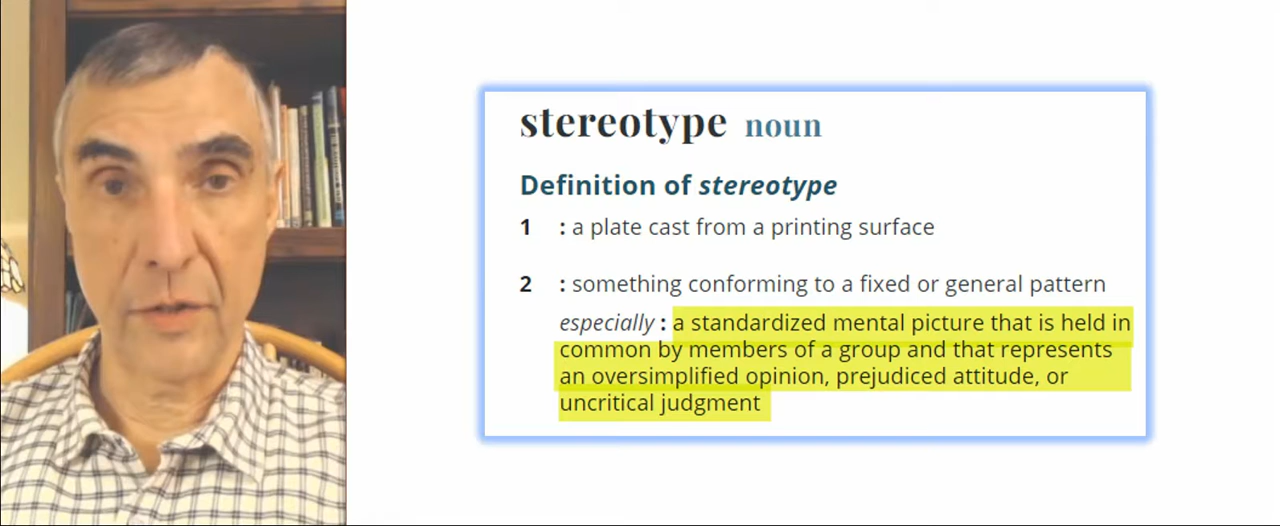 stereotype noun
Definition of stereotype
1 : a plate cast from a printing surface
2 : something conforming to a fixed or general pattern
especially : a standardized mental picture that is held in
common by members of a group and that represents
an oversimplified opinion, prejudiced attitude, or
uncritical judgment